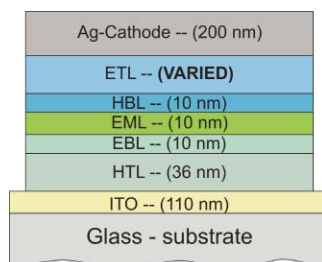 Ag-Cathode -- (200 nm)
ETL -- (VARIED)
HBL -- (10 nm)
EML -- (10 nm)
EBL -- (10 nm)
HTL -- (36 nm)
ITO -- (110 nm)
Glass - substrate